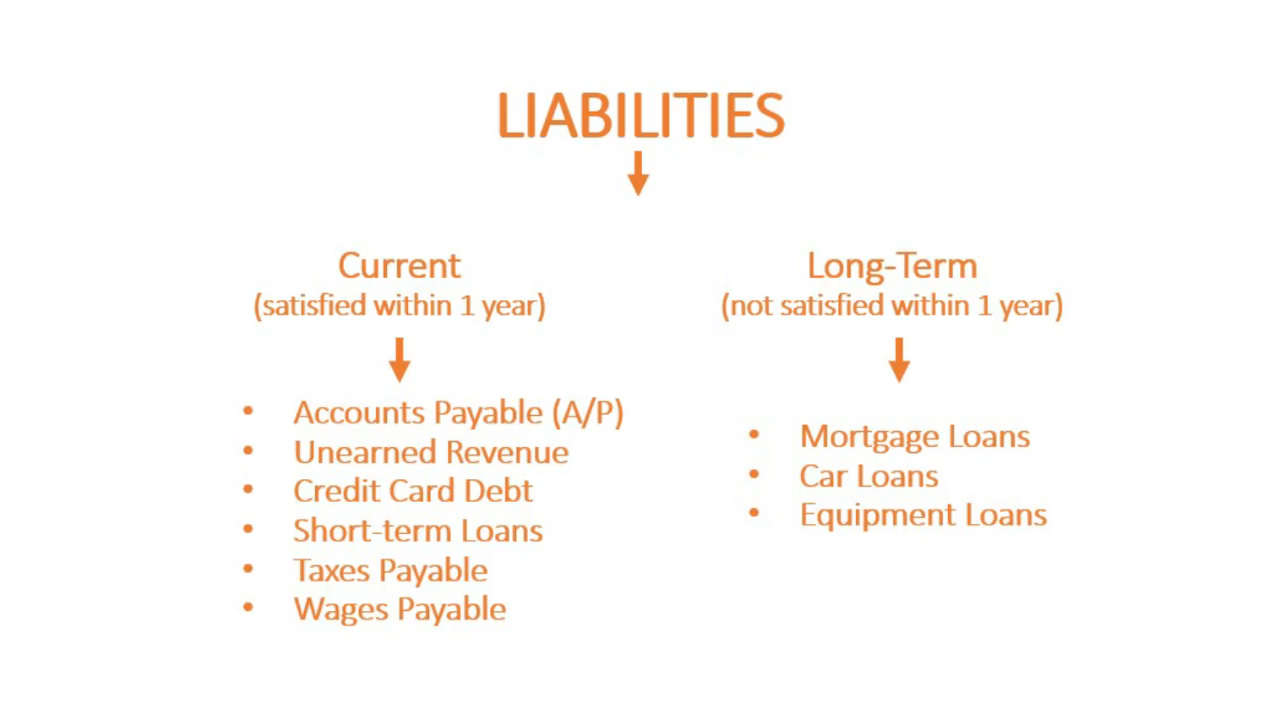 LIABILITIES
Current
(satisfied within 1 year)
• Accounts Payable (A/P)
• Unearned Revenue
• Credit Card Debt
• Short-term Loans
• Taxes Payable
• Wages Payable
Long-Term
(not satisfied within 1 year)
• Mortgage Loans
• Car Loans
• Equipment Loans